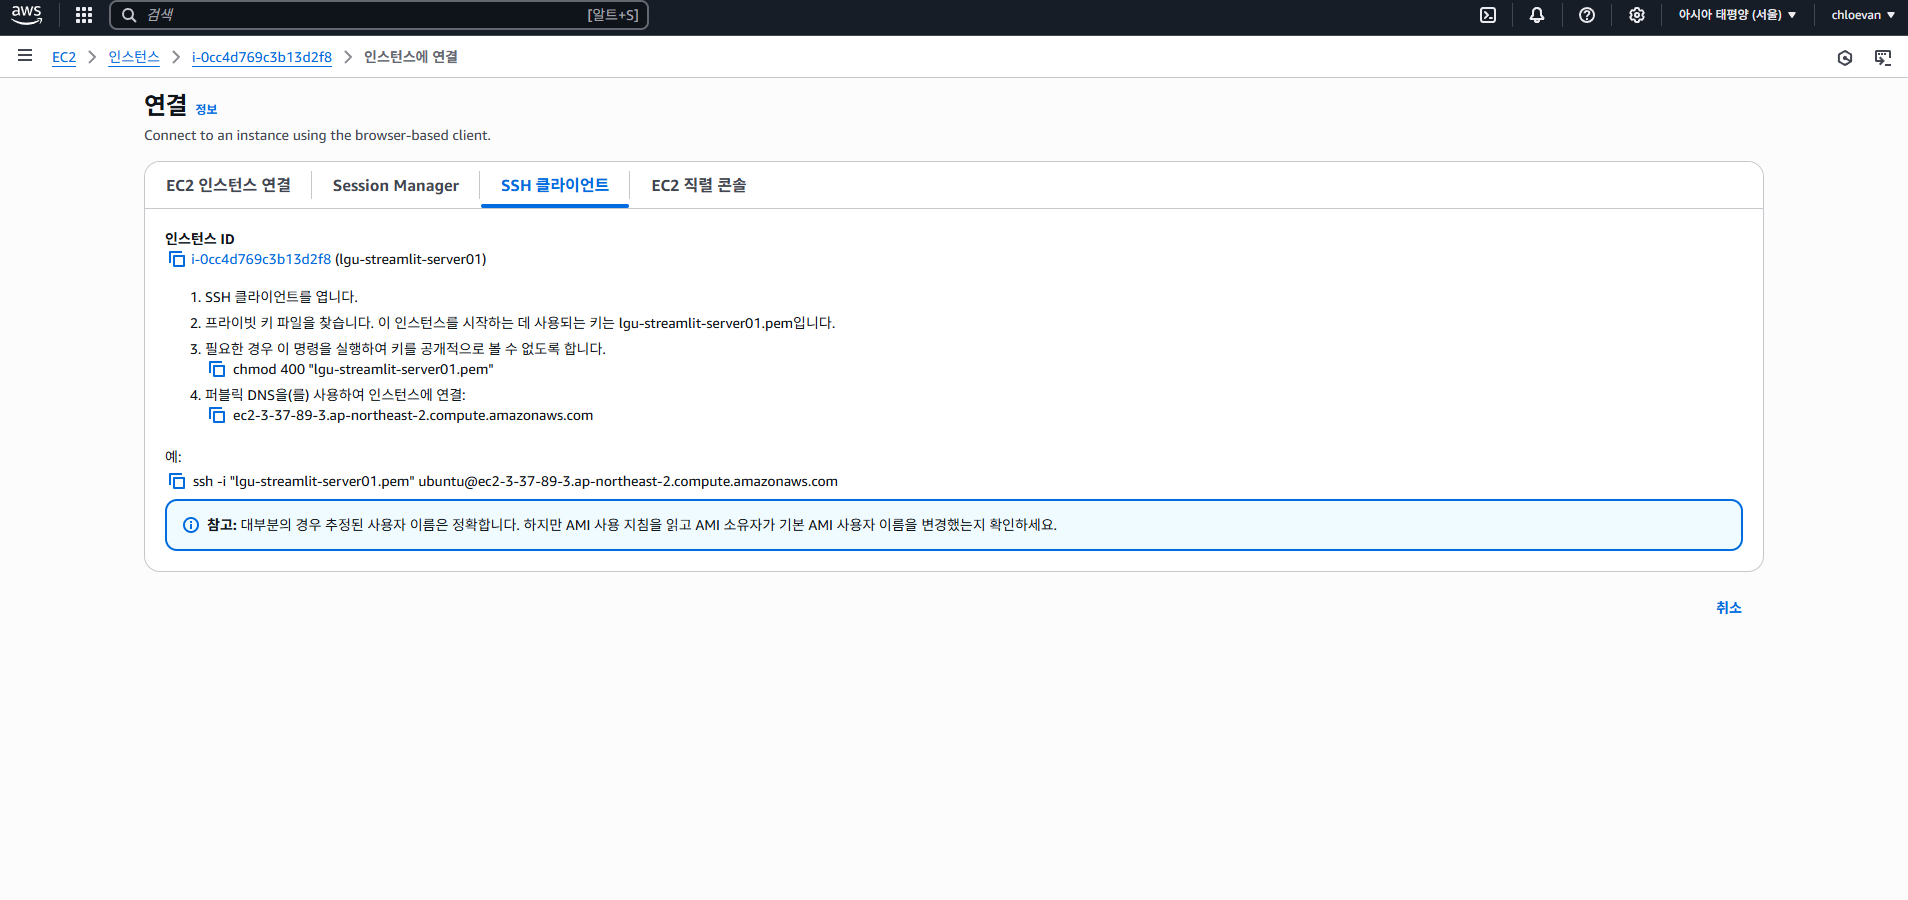 aws
검색 [알트+S] 아시아 태평양 (서울) chloevan
EC2 인스턴스 i-0cc4d769c3b13d2f8 인스턴스에 연결
연결 정보
Connect to an instance using the browser-based client.
EC2 인스턴스 연결 Session Manager SSH 클라이언트 EC2 직렬 콘솔
인스턴스 ID
i-0cc4d769c3b13d2f8 (lgu-streamlit-server01)
1. SSH 클라이언트를 엽니다.
2. 프라이빗 키 파일을 찾습니다. 이 인스턴스를 시작하는 데 사용되는 키는 lgu-streamlit-server01.pem입니다.
3. 필요한 경우 이 명령을 실행하여 키를 공개적으로 볼 수 없도록 합니다.
chmod 400 "lgu-streamlit-server01.pem"
4. 퍼블릭 DNS을(를) 사용하여 인스턴스에 연결:
ec2-3-37-89-3.ap-northeast-2.compute.amazonaws.com
예:
ssh -i "lgu-streamlit-server01.pem" ubuntu@ec2-3-37-89-3.ap-northeast-2.compute.amazonaws.com
참고: 대부분의 경우 추정된 사용자 이름은 정확합니다. 하지만 AMI 사용 지침을 읽고 AMI 소유자가 기본 AMI 사용자 이름을 변경했는지 확인하세요.
취소